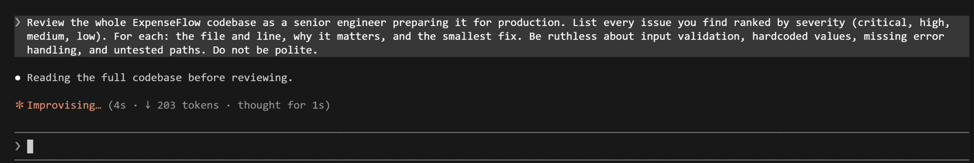 ❯ Review the whole ExpenseFlow codebase as a senior engineer preparing it for production. List every issue you find ranked by severity (critical, high,
medium, low). For each: the file and line, why it matters, and the smallest fix. Be ruthless about input validation, hardcoded values, missing error
handling, and untested paths. Do not be polite.
● Reading the full codebase before reviewing.
✻ Improvising… (4s · ↓ 203 tokens · thought for 1s)
❯